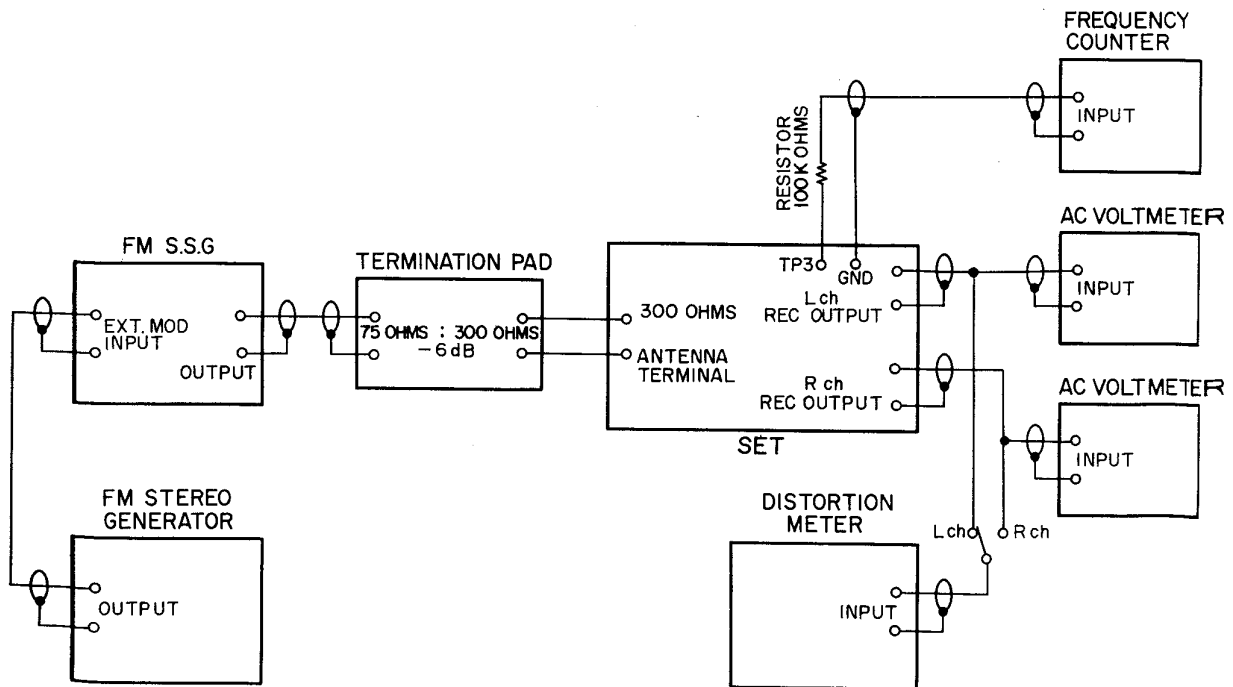 FREQUENCY
COUNTER
INPUT
RESISTOR
100K OHMS
AC VOLTMETER
INPUT
FM S.S.G
EXT. MOD
INPUT
OUTPUT
TERMINATION PAD
75 OHMS : 300 OHMS
-6dB
TP3
GND
300 OHMS
ANTENNA
TERMINAL
L ch
REC OUTPUT
R ch
REC OUTPUT
SET
AC VOLTMETER
INPUT
FM STEREO
GENERATOR
OUTPUT
DISTORTION
METER
INPUT
L ch
R ch